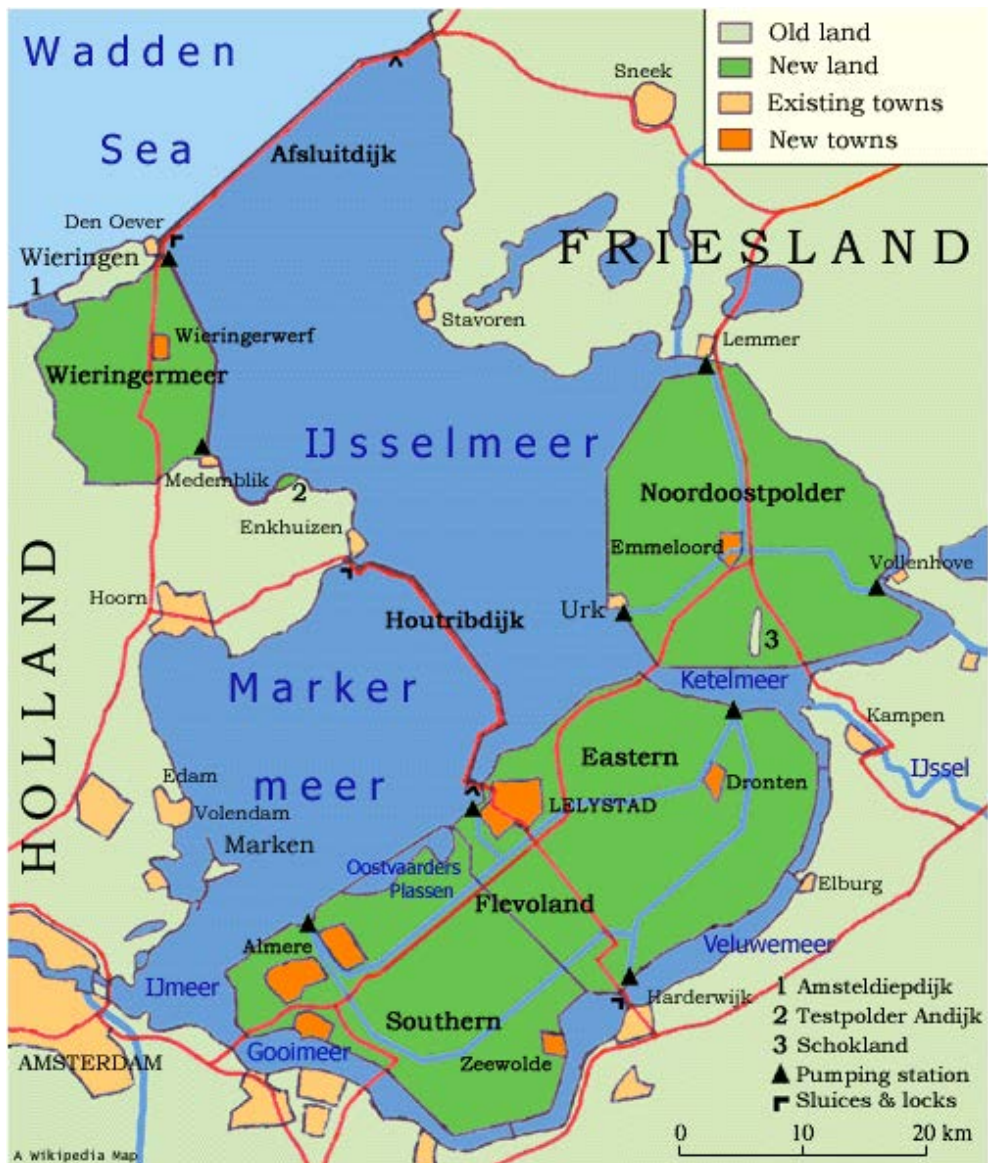 Wadden
Sea
Old land
New land
Existing towns
New towns
Sneek
Afsluitdijk
Den Oever
Wieringen
1
FRIESLAND
Stavoren
Wieringerwerf
Lemmer
Wieringermeer
IJsselmeer
Medemblik
2
Noordoostpolder
Enkhuizen
Emmeloord
Vollenhove
HOLLAND
Hoorn
Urk
Houtribdijk
3
Marker
meer
Ketelmeer
Kampen
IJssel
Eastern
Dronten
Edam
Volendam
LELYSTAD
Marken
Oostvaarders
Plassen
Elburg
Flevoland
Almere
Veluwemeer
IJmeer
Harderwijk
Southern
Gooimeer
Zeewolde
AMSTERDAM
1 Amsteldiepdijk
2 Testpolder Andijk
3 Schokland
Pumping station
Sluices & locks
0 10 20 km
A Wikipedia Map